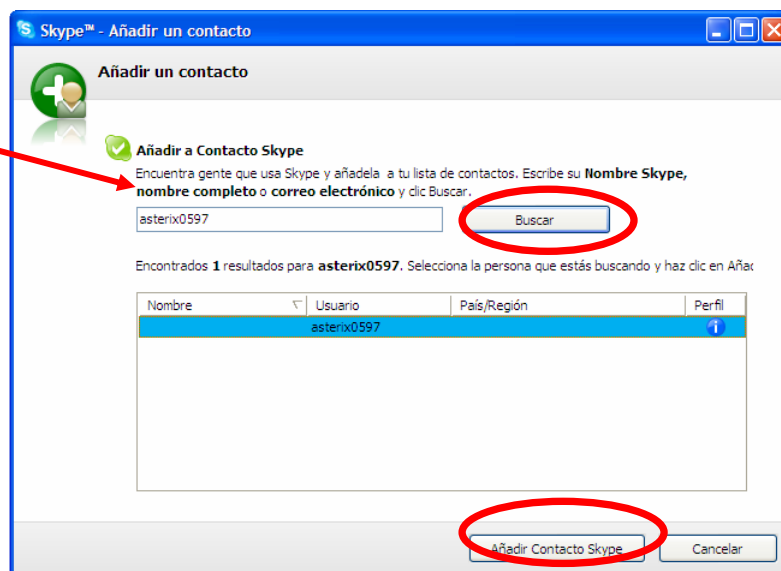 Skype™ - Añadir un contacto
Añadir un contacto
Añadir a Contacto Skype
Encuentra gente que usa Skype y añadela a tu lista de contactos. Escribe su Nombre Skype,
nombre completo o correo electrónico y clic Buscar.
asterix0597 Buscar
Encontrados 1 resultados para asterix0597. Selecciona la persona que estás buscando y haz clic en Añac
Nombre Usuario País/Región Perfil
asterix0597
Añadir Contacto Skype Cancelar